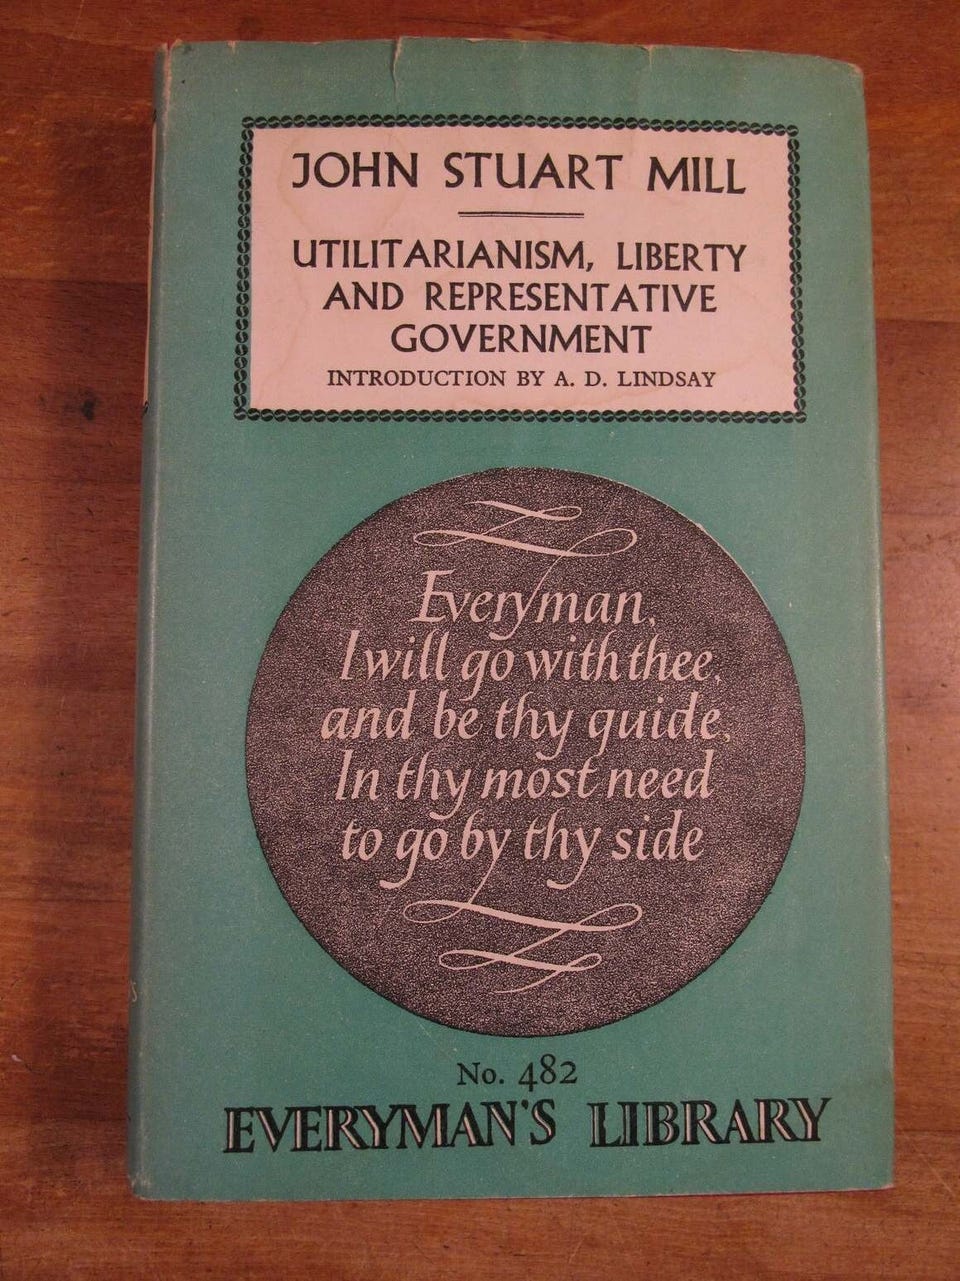 JOHN STUART MILL
UTILITARIANISM, LIBERTY
AND REPRESENTATIVE
GOVERNMENT
INTRODUCTION BY A. D. LINDSAY
Everyman,
I will go with thee,
and be thy guide,
In thy most need
to go by thy side
No. 482
EVERYMAN'S LIBRARY